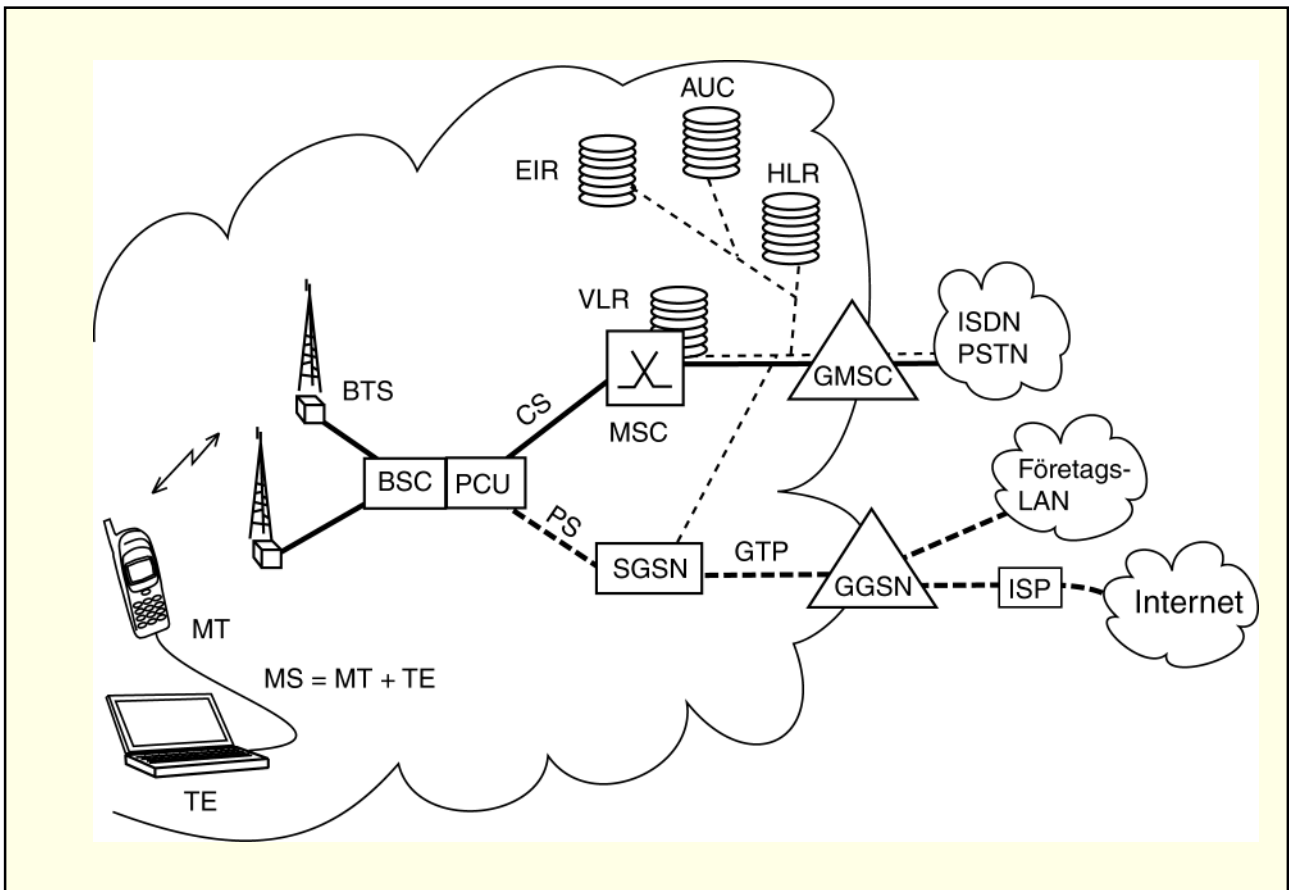 AUC
EIR
HLR
VLR
ISDN
PSTN
GMSC
BTS
CS
MSC
Företags-
LAN
BSC
PCU
PS
GTP
SGSN
GGSN
ISP
Internet
MT
MS = MT + TE
TE